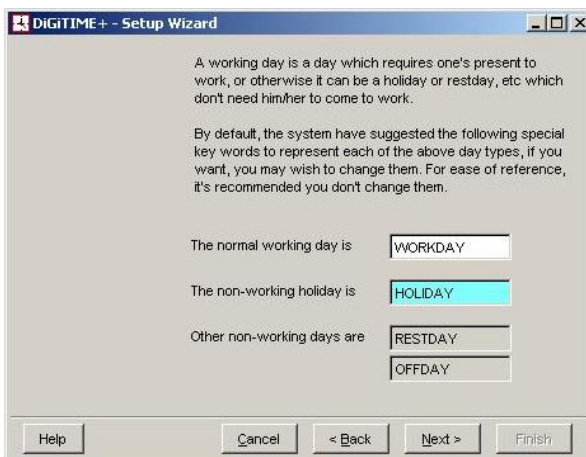 DiGiTIME+ - Setup Wizard
A working day is a day which requires one's present to
work, or otherwise it can be a holiday or restday, etc which
don't need him/her to come to work.
By default, the system have suggested the following special
key words to represent each of the above day types, if you
want, you may wish to change them. For ease of reference,
it's recommended you don't change them.
The normal working day is WORKDAY
The non-working holiday is HOLIDAY
Other non-working days are RESTDAY
OFFDAY
Help Cancel < Back Next > Finish